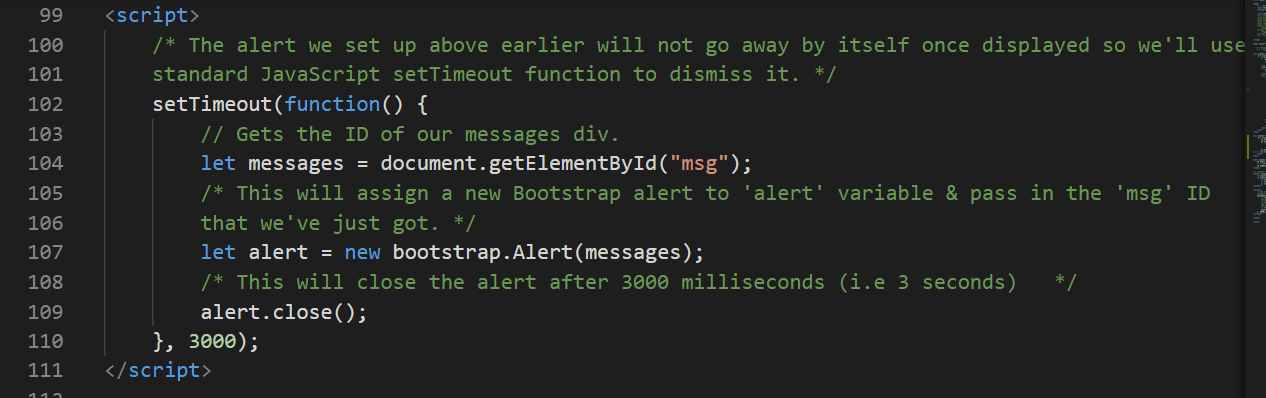 99 <script>
100 /* The alert we set up above earlier will not go away by itself once displayed so we'll use
101 standard JavaScript setTimeout function to dismiss it. */
102 setTimeout(function() {
103 // Gets the ID of our messages div.
104 let messages = document.getElementById("msg");
105 /* This will assign a new Bootstrap alert to 'alert' variable & pass in the 'msg' ID
106 that we've just got. */
107 let alert = new bootstrap.Alert(messages);
108 /* This will close the alert after 3000 milliseconds (i.e 3 seconds)   */
109 alert.close();
110 }, 3000);
111 </script>